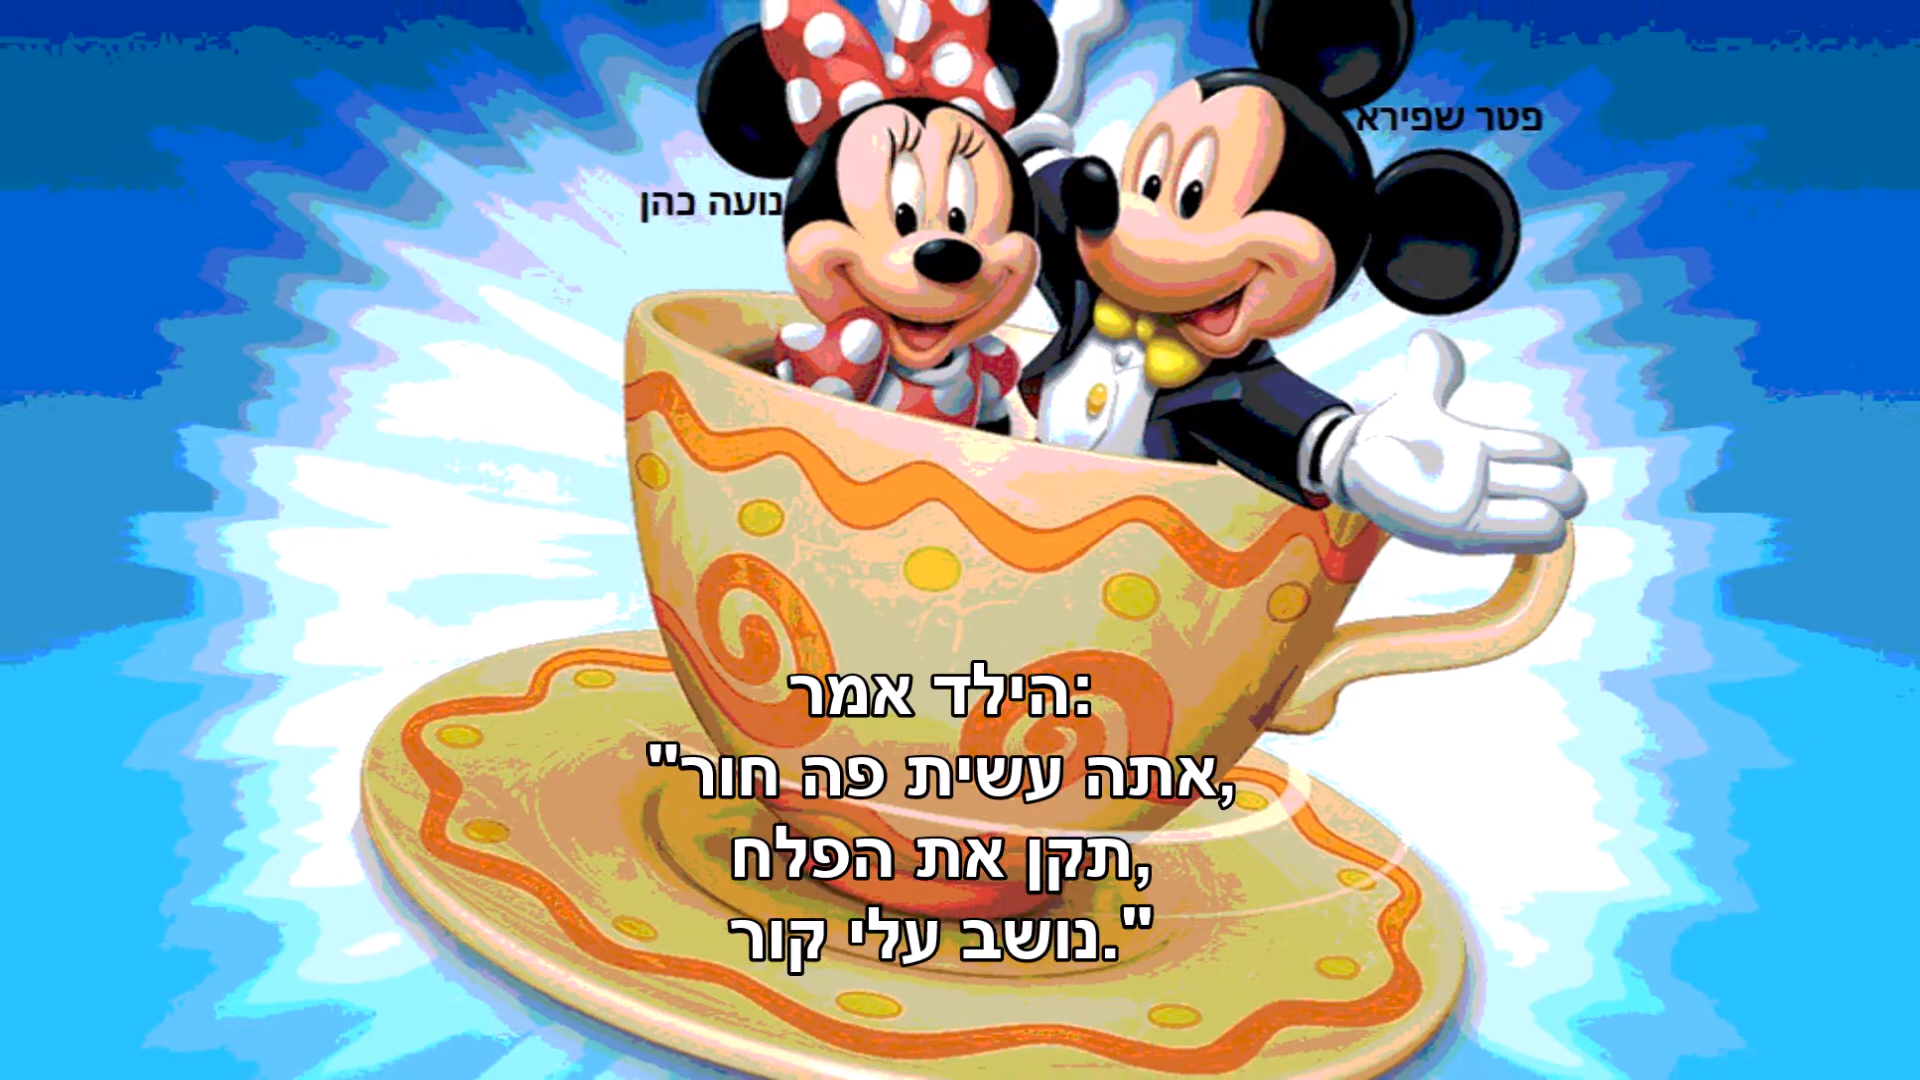 פטר שפירא
נועה כהן
הילד אמר:
"אתה עשית פה חור,
תקן את הפלח,
נושב עלי קור."